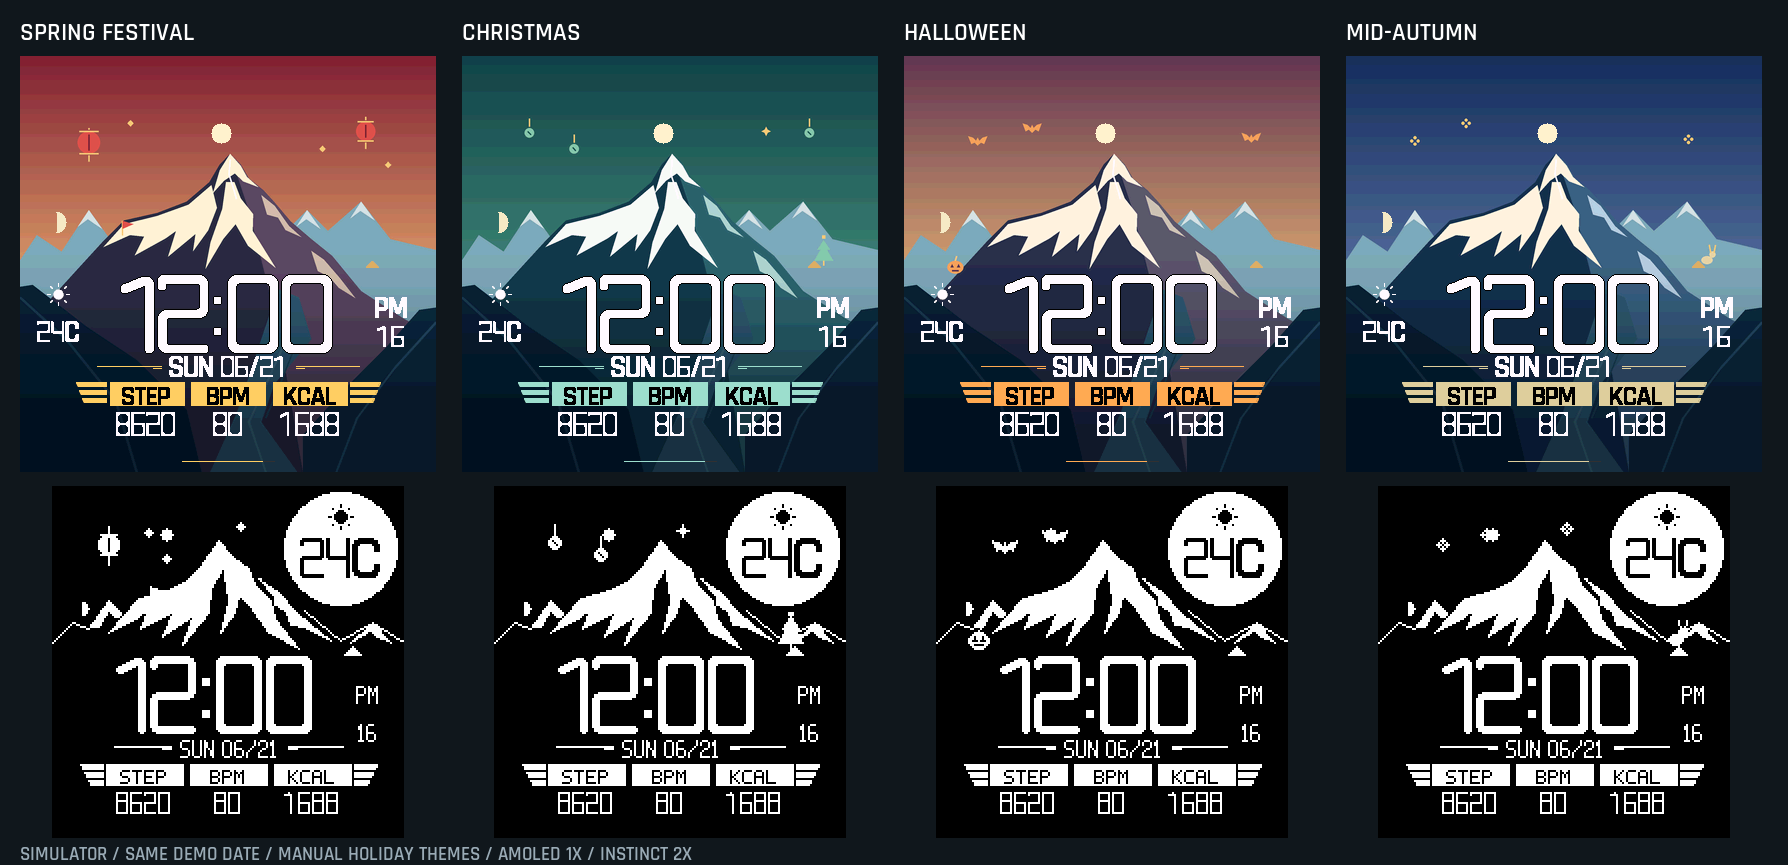 SPRING FESTIVAL
CHRISTMAS
HALLOWEEN
MID-AUTUMN
12:00
PM
16
24C
SUN 06/21
STEP BPM KCAL
8620 80 1688
12:00
PM
16
24C
SUN 06/21
STEP BPM KCAL
8620 80 1688
12:00
PM
16
24C
SUN 06/21
STEP BPM KCAL
8620 80 1688
12:00
PM
16
24C
SUN 06/21
STEP BPM KCAL
8620 80 1688
24C
12:00
PM
16
SUN 06/21
STEP BPM KCAL
8620 80 1688
24C
12:00
PM
16
SUN 06/21
STEP BPM KCAL
8620 80 1688
24C
12:00
PM
16
SUN 06/21
STEP BPM KCAL
8620 80 1688
24C
12:00
PM
16
SUN 06/21
STEP BPM KCAL
8620 80 1688
SIMULATOR / SAME DEMO DATE / MANUAL HOLIDAY THEMES / AMOLED 1X / INSTINCT 2X